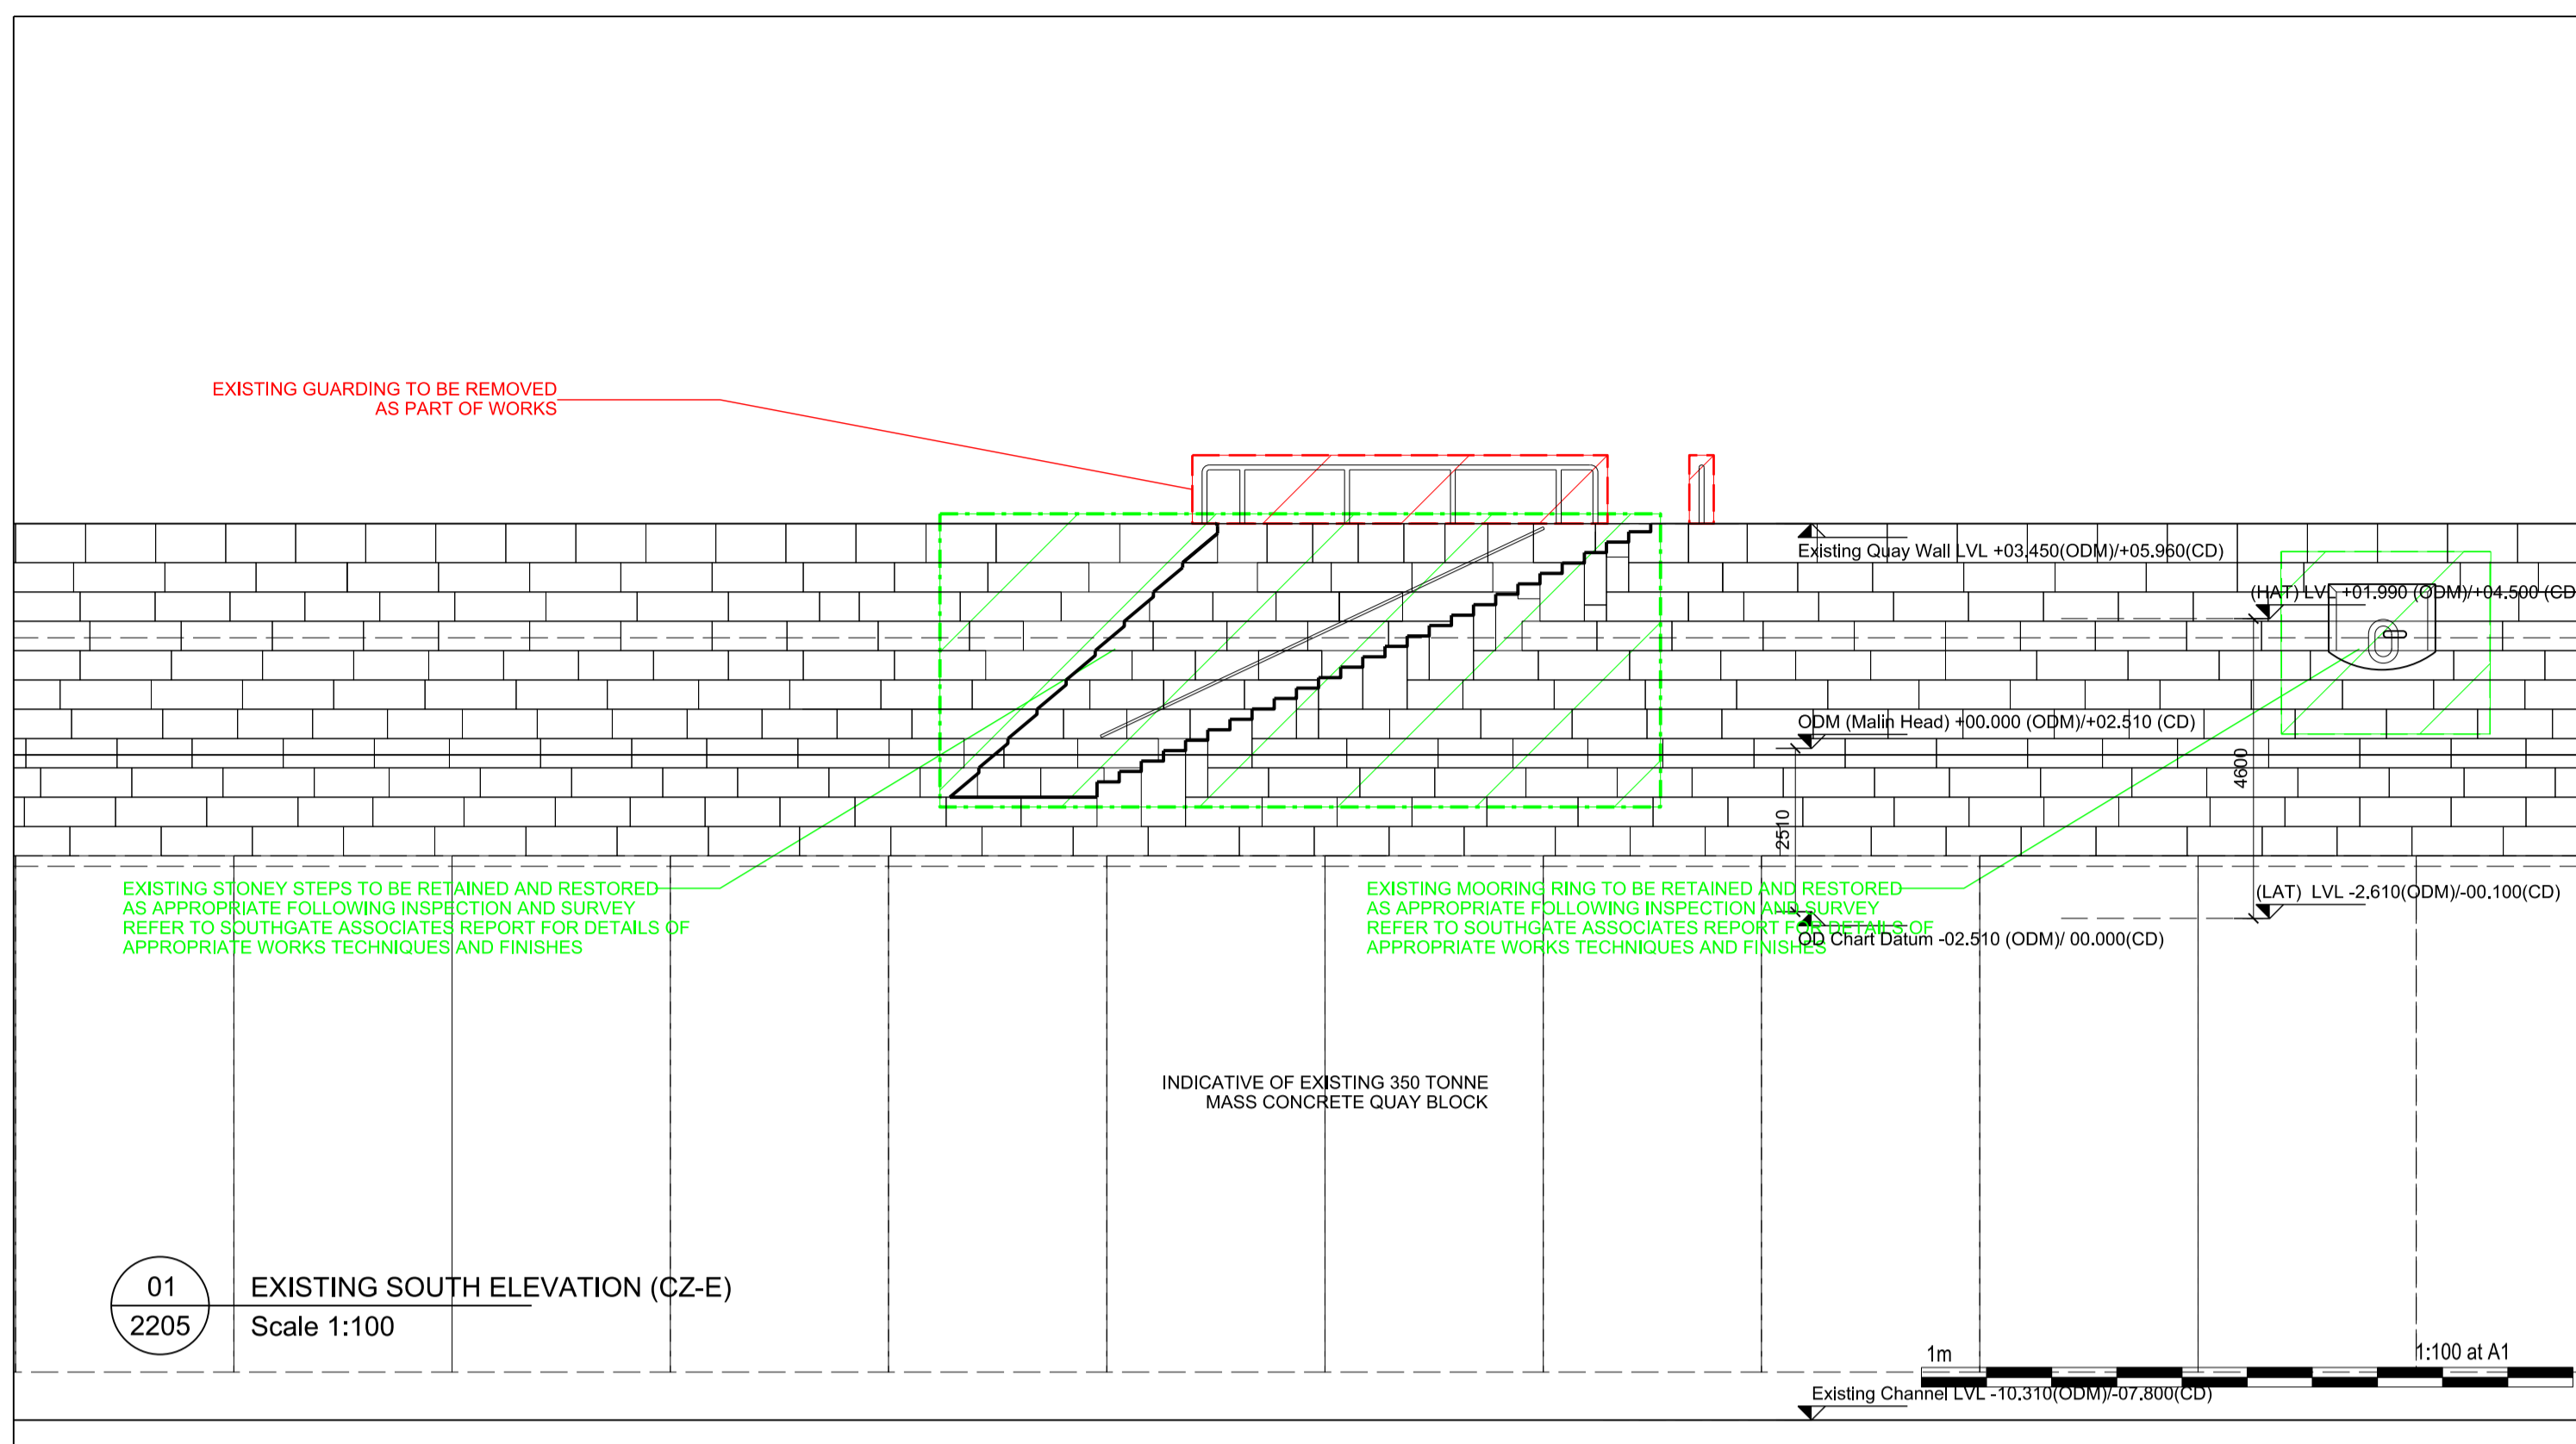 EXISTING GUARDING TO BE REMOVED
AS PART OF WORKS
Existing Quay Wall LVL +03.450(ODM)/+05.960(CD)
(HAT) LVL +01.990 (ODM)/+04.500 (CD
ODM (Malin Head) +00.000 (ODM)/+02.510 (CD)
4600
2510
EXISTING STONEY STEPS TO BE RETAINED AND RESTORED
AS APPROPRIATE FOLLOWING INSPECTION AND SURVEY
REFER TO SOUTHGATE ASSOCIATES REPORT FOR DETAILS OF
APPROPRIATE WORKS TECHNIQUES AND FINISHES
EXISTING MOORING RING TO BE RETAINED AND RESTORED
AS APPROPRIATE FOLLOWING INSPECTION AND SURVEY
REFER TO SOUTHGATE ASSOCIATES REPORT FOR DETAILS OF
APPROPRIATE WORKS TECHNIQUES AND FINISHES
(LAT) LVL -2.610(ODM)/-00.100(CD)
OD Chart Datum -02.510 (ODM)/ 00.000(CD)
INDICATIVE OF EXISTING 350 TONNE
MASS CONCRETE QUAY BLOCK
01
2205
EXISTING SOUTH ELEVATION (CZ-E)
Scale 1:100
1m
1:100 at A1
Existing Channel LVL -10.310(ODM)/-07.800(CD)